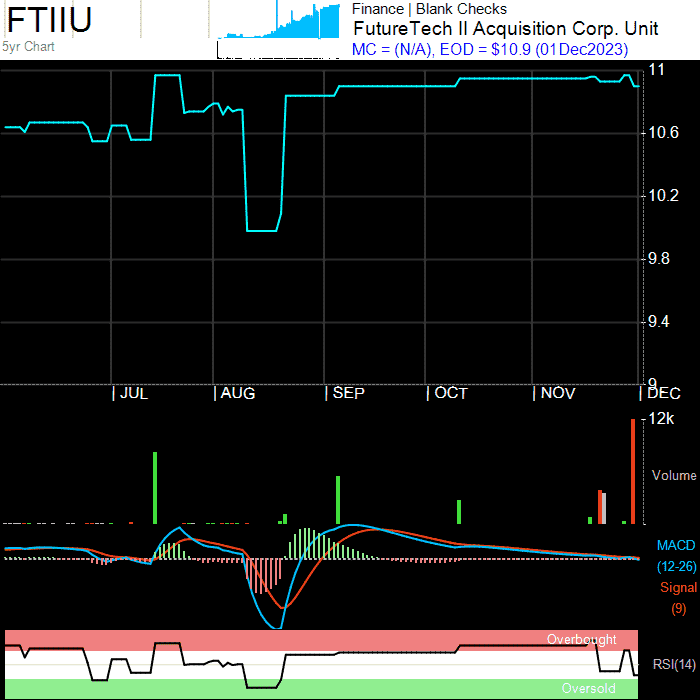 FTIIU
5yr Chart
Finance | Blank Checks
FutureTech II Acquisition Corp. Unit
MC = (N/A), EOD = $10.9 (01Dec2023)
11
10.6
10.2
9.8
9.4
9
JUL
AUG
SEP
OCT
NOV
DEC
12k
Volume
MACD
(12-26)
Signal
(9)
Overbought
RSI(14)
Oversold